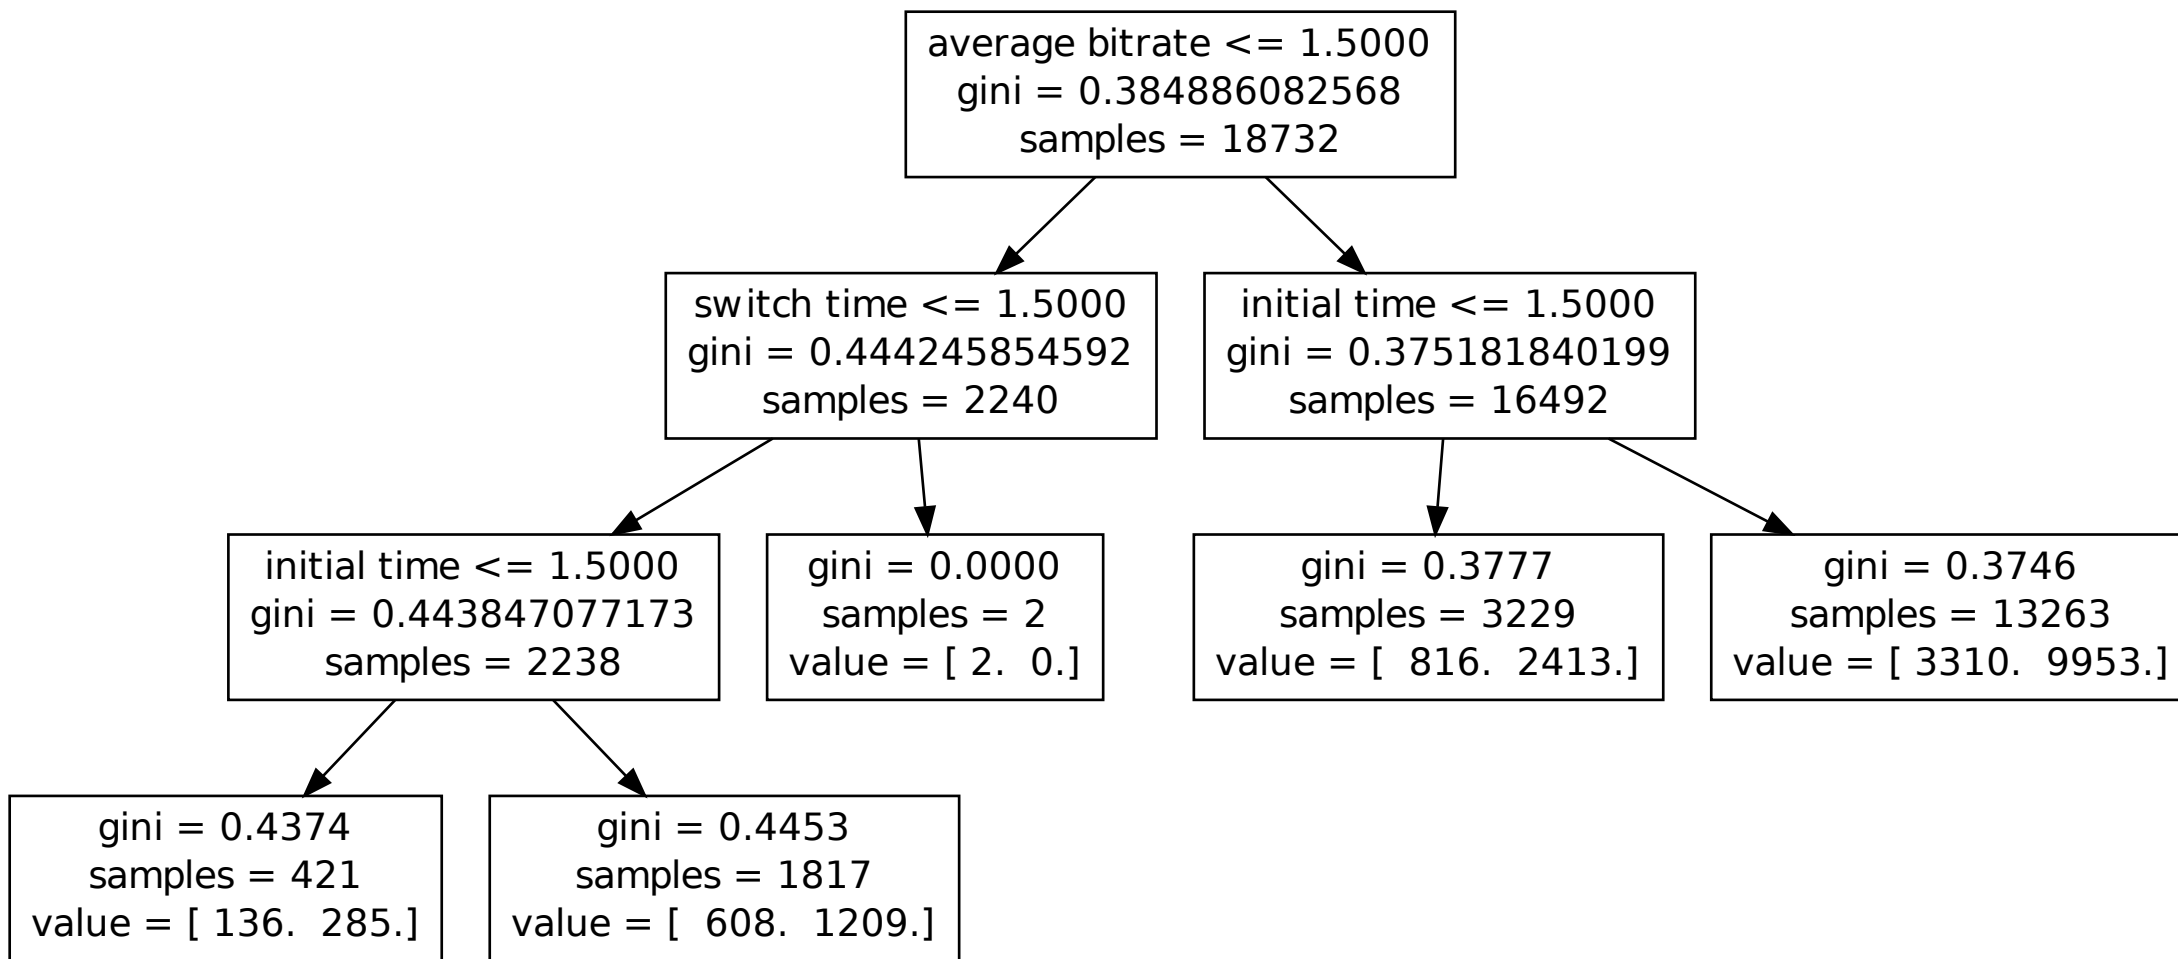 average bitrate <= 1.5000
gini = 0.384886082568
samples = 18732
switch time <= 1.5000
gini = 0.444245854592
samples = 2240
initial time <= 1.5000
gini = 0.375181840199
samples = 16492
initial time <= 1.5000
gini = 0.443847077173
samples = 2238
gini = 0.0000
samples = 2
value = [ 2.  0.]
gini = 0.3777
samples = 3229
value = [  816.  2413.]
gini = 0.3746
samples = 13263
value = [ 3310.  9953.]
gini = 0.4374
samples = 421
value = [ 136.  285.]
gini = 0.4453
samples = 1817
value = [  608.  1209.]